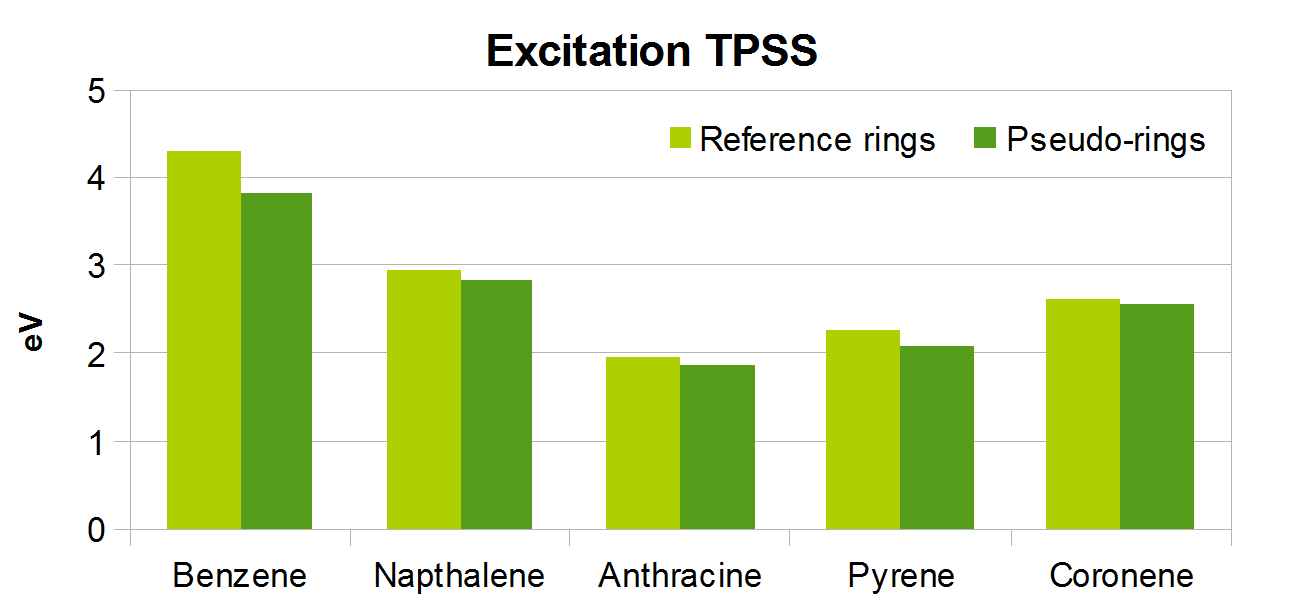 Excitation TPSS
5
Reference rings Pseudo-rings
4
3
eV
2
1
0
Benzene Napthalene Anthracine Pyrene Coronene